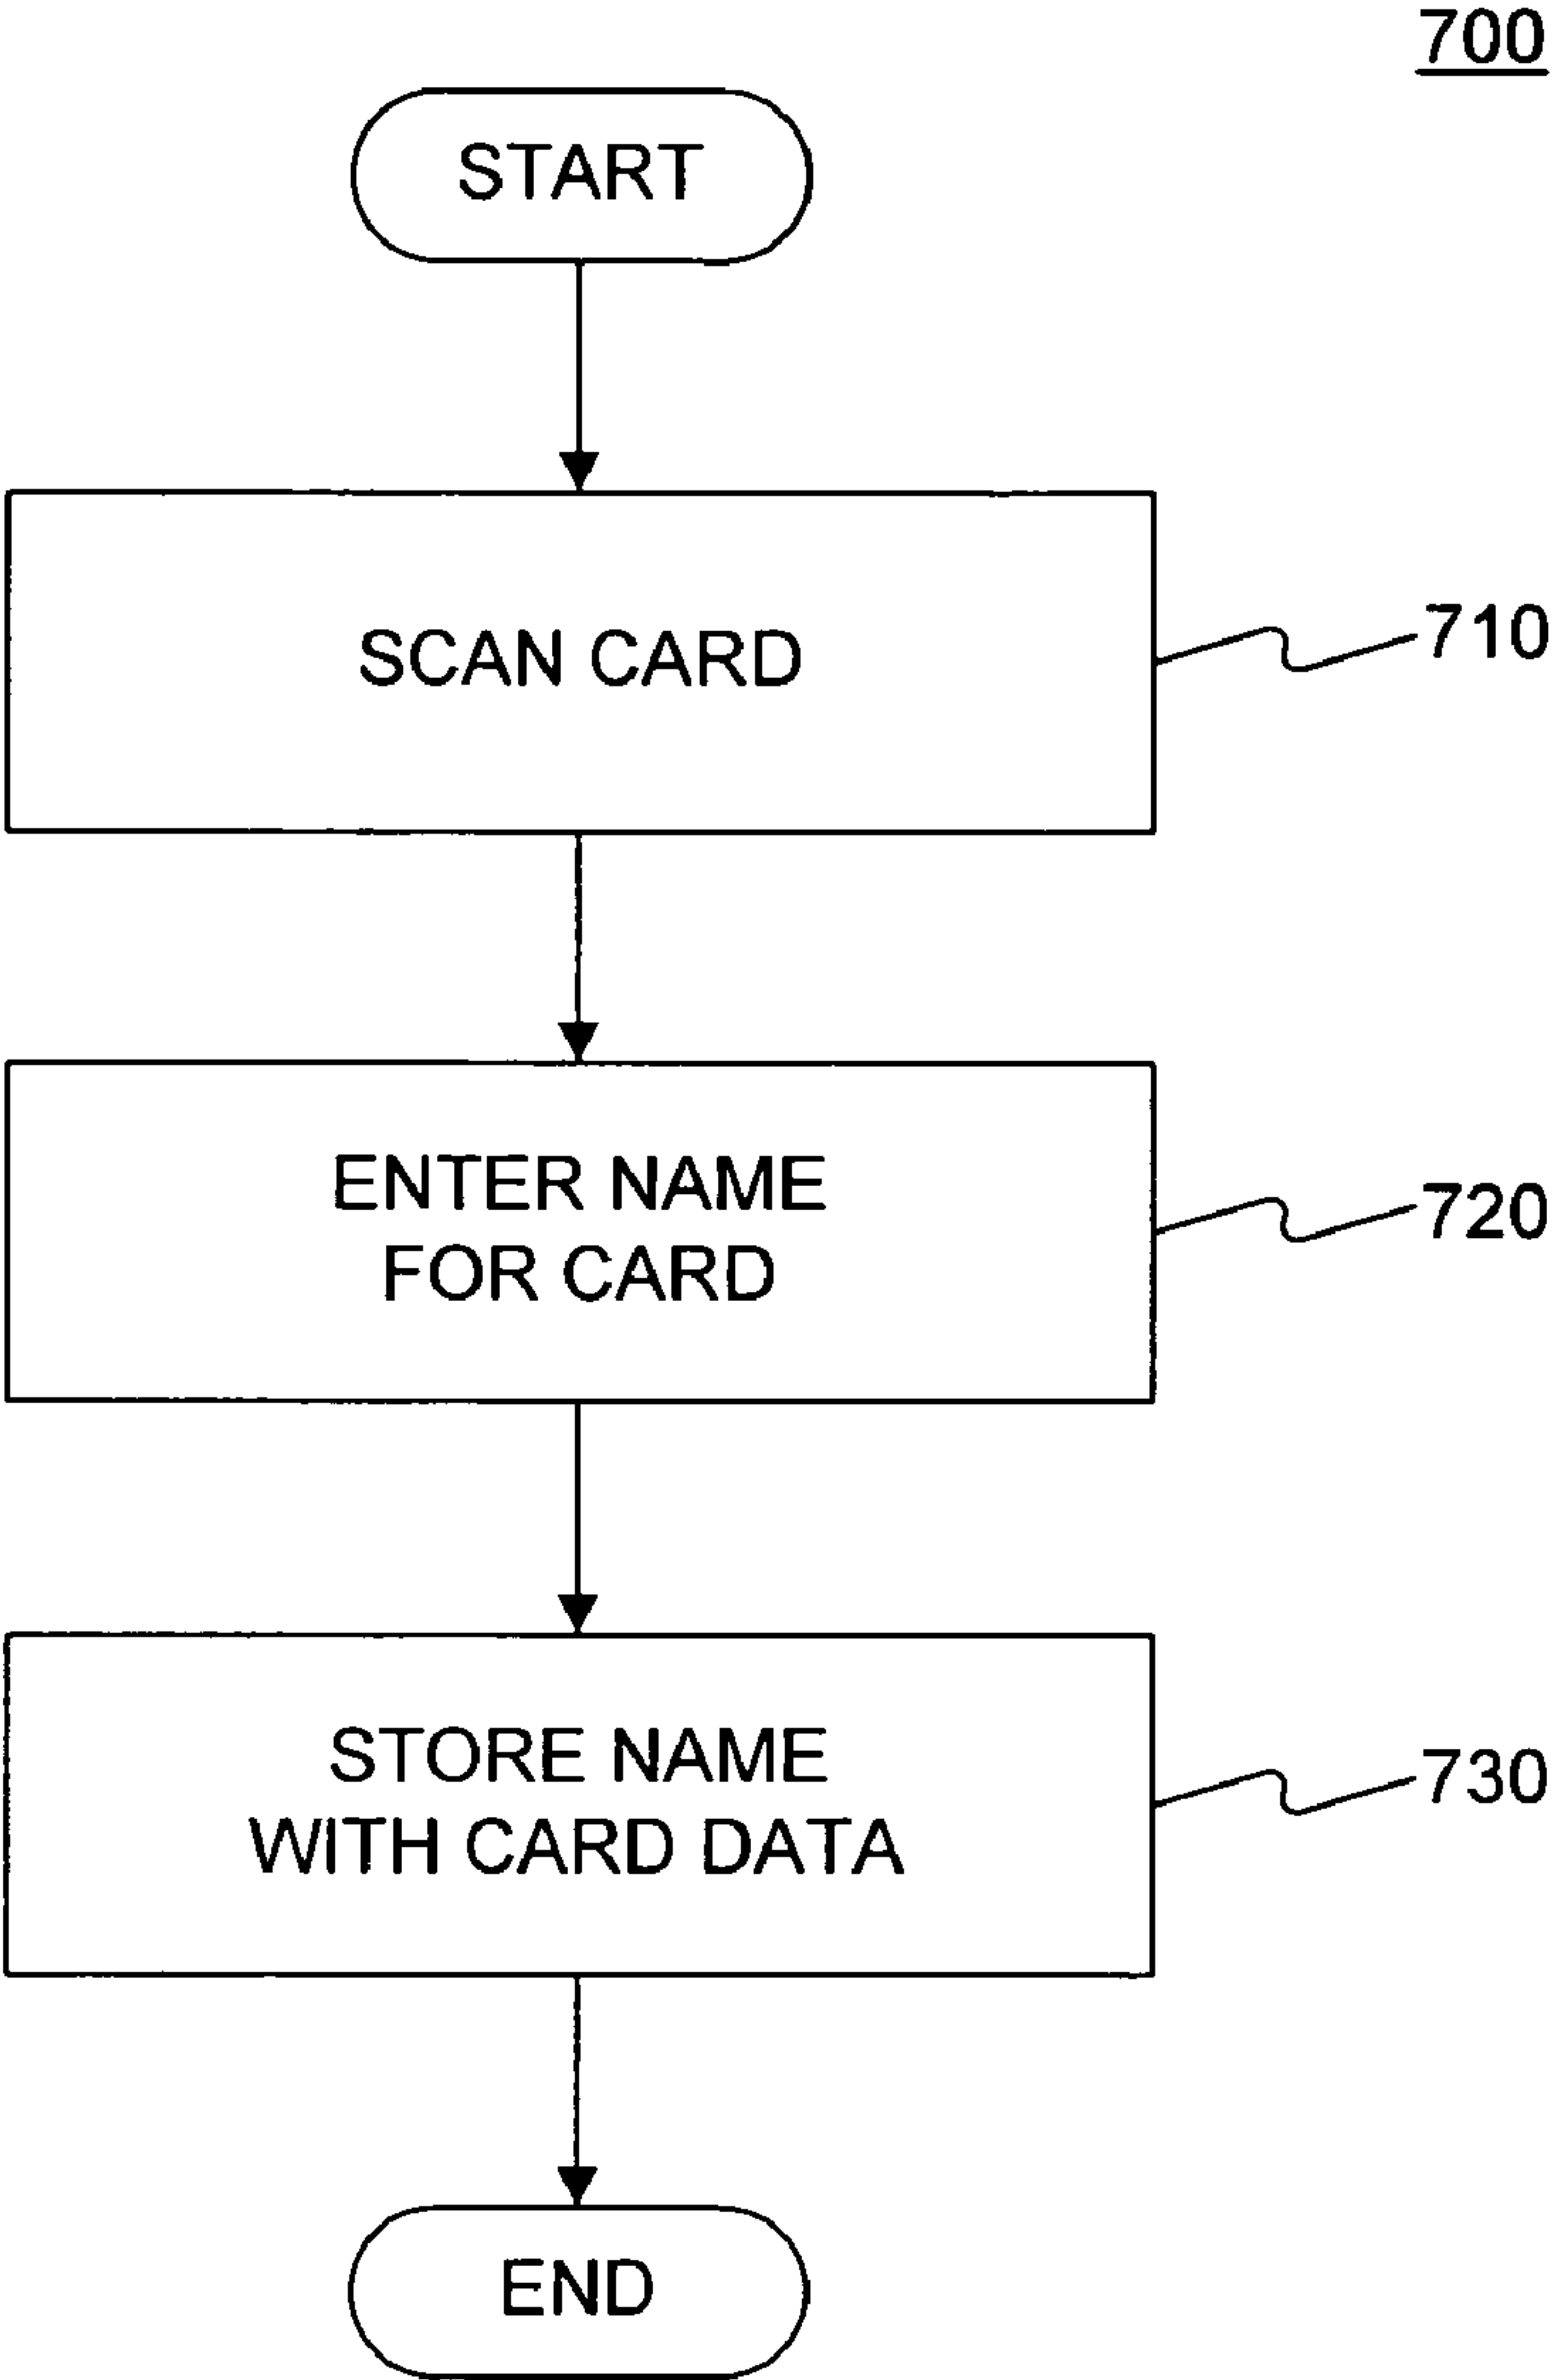 700
START
SCAN CARD
710
ENTER NAME
FOR CARD
720
STORE NAME
WITH CARD DATA
730
END